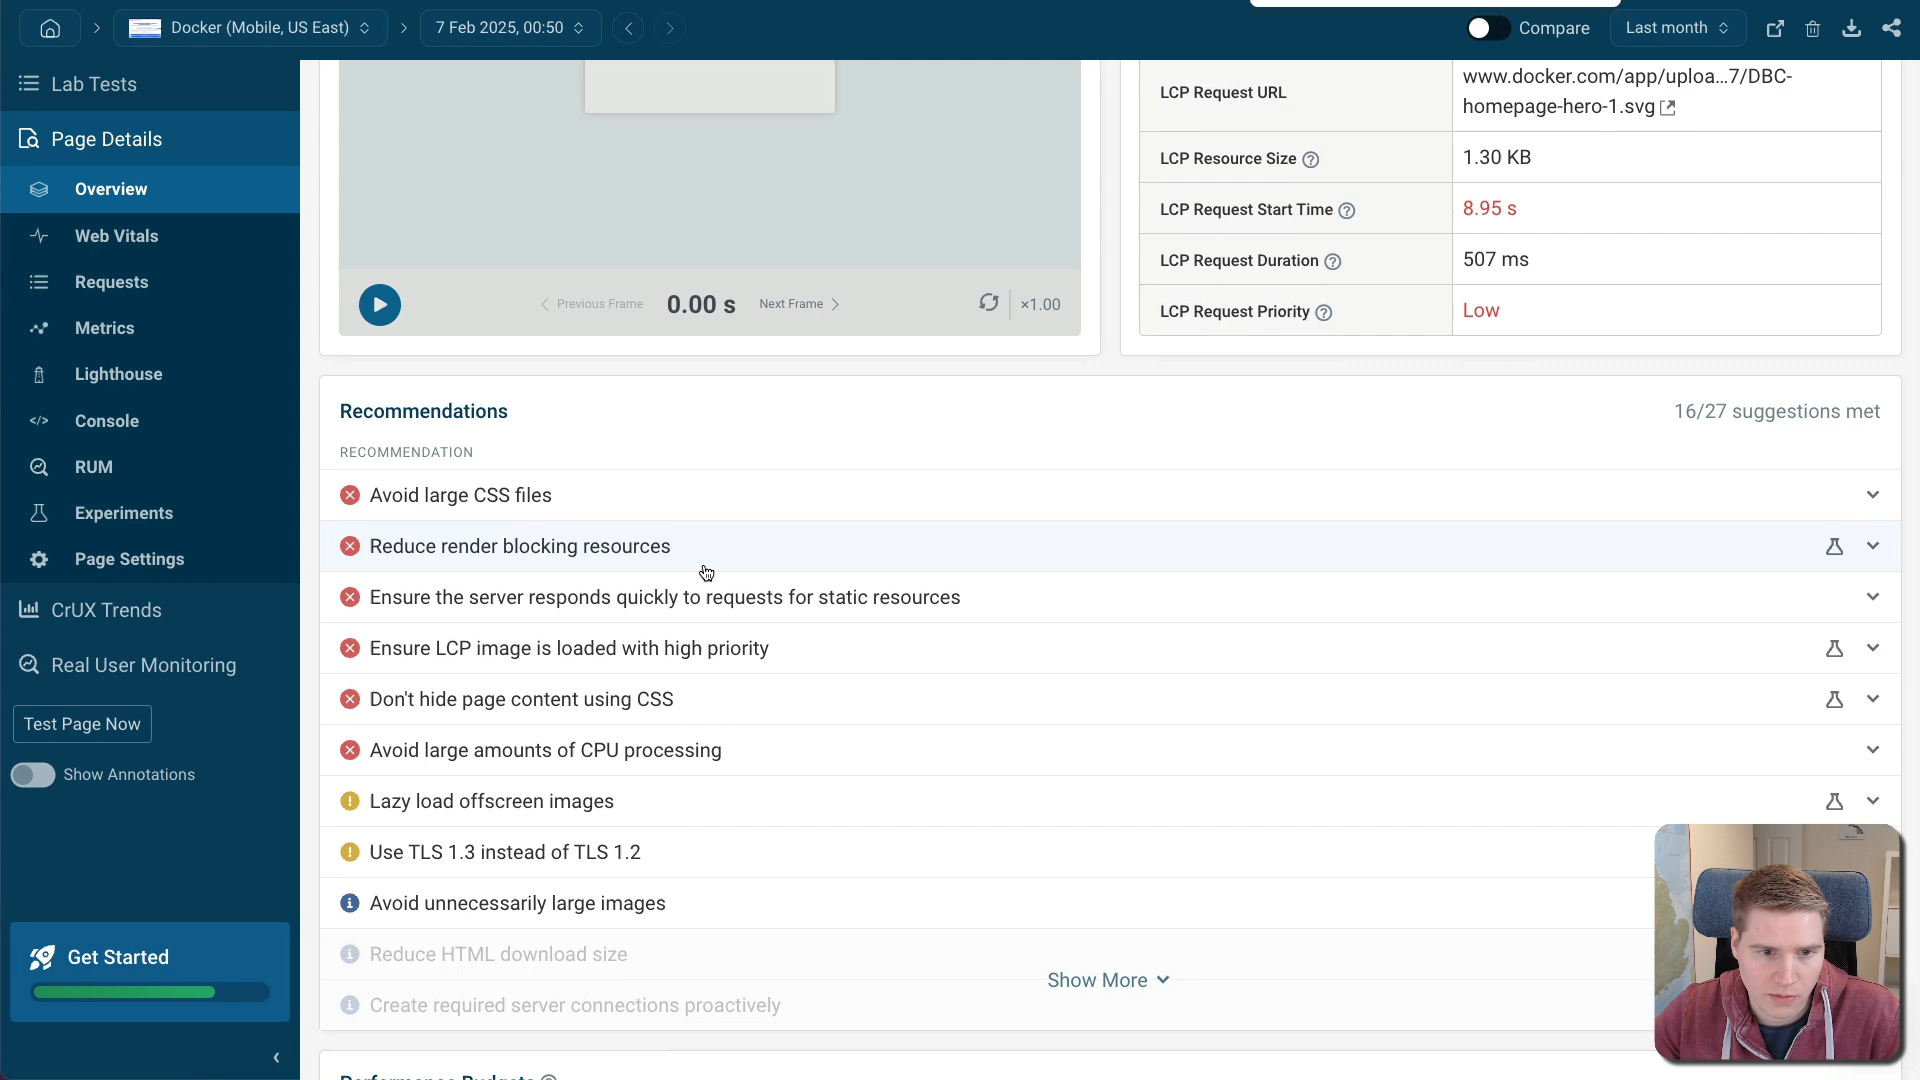 Docker (Mobile, US East)
7 Feb 2025, 00:50
Compare
Last month
Lab Tests
Page Details
Overview
Web Vitals
Requests
Metrics
Lighthouse
Console
RUM
Experiments
Page Settings
CrUX Trends
Real User Monitoring
Test Page Now
Show Annotations
Get Started
Previous Frame
0.00 s
Next Frame
×1.00
LCP Request URL
www.docker.com/app/uploa...7/DBC-
homepage-hero-1.svg
LCP Resource Size
1.30 KB
LCP Request Start Time
8.95 s
LCP Request Duration
507 ms
LCP Request Priority
Low
Recommendations
16/27 suggestions met
RECOMMENDATION
Avoid large CSS files
Reduce render blocking resources
Ensure the server responds quickly to requests for static resources
Ensure LCP image is loaded with high priority
Don't hide page content using CSS
Avoid large amounts of CPU processing
Lazy load offscreen images
Use TLS 1.3 instead of TLS 1.2
Avoid unnecessarily large images
Reduce HTML download size
Show More
Create required server connections proactively
Performance Budgets